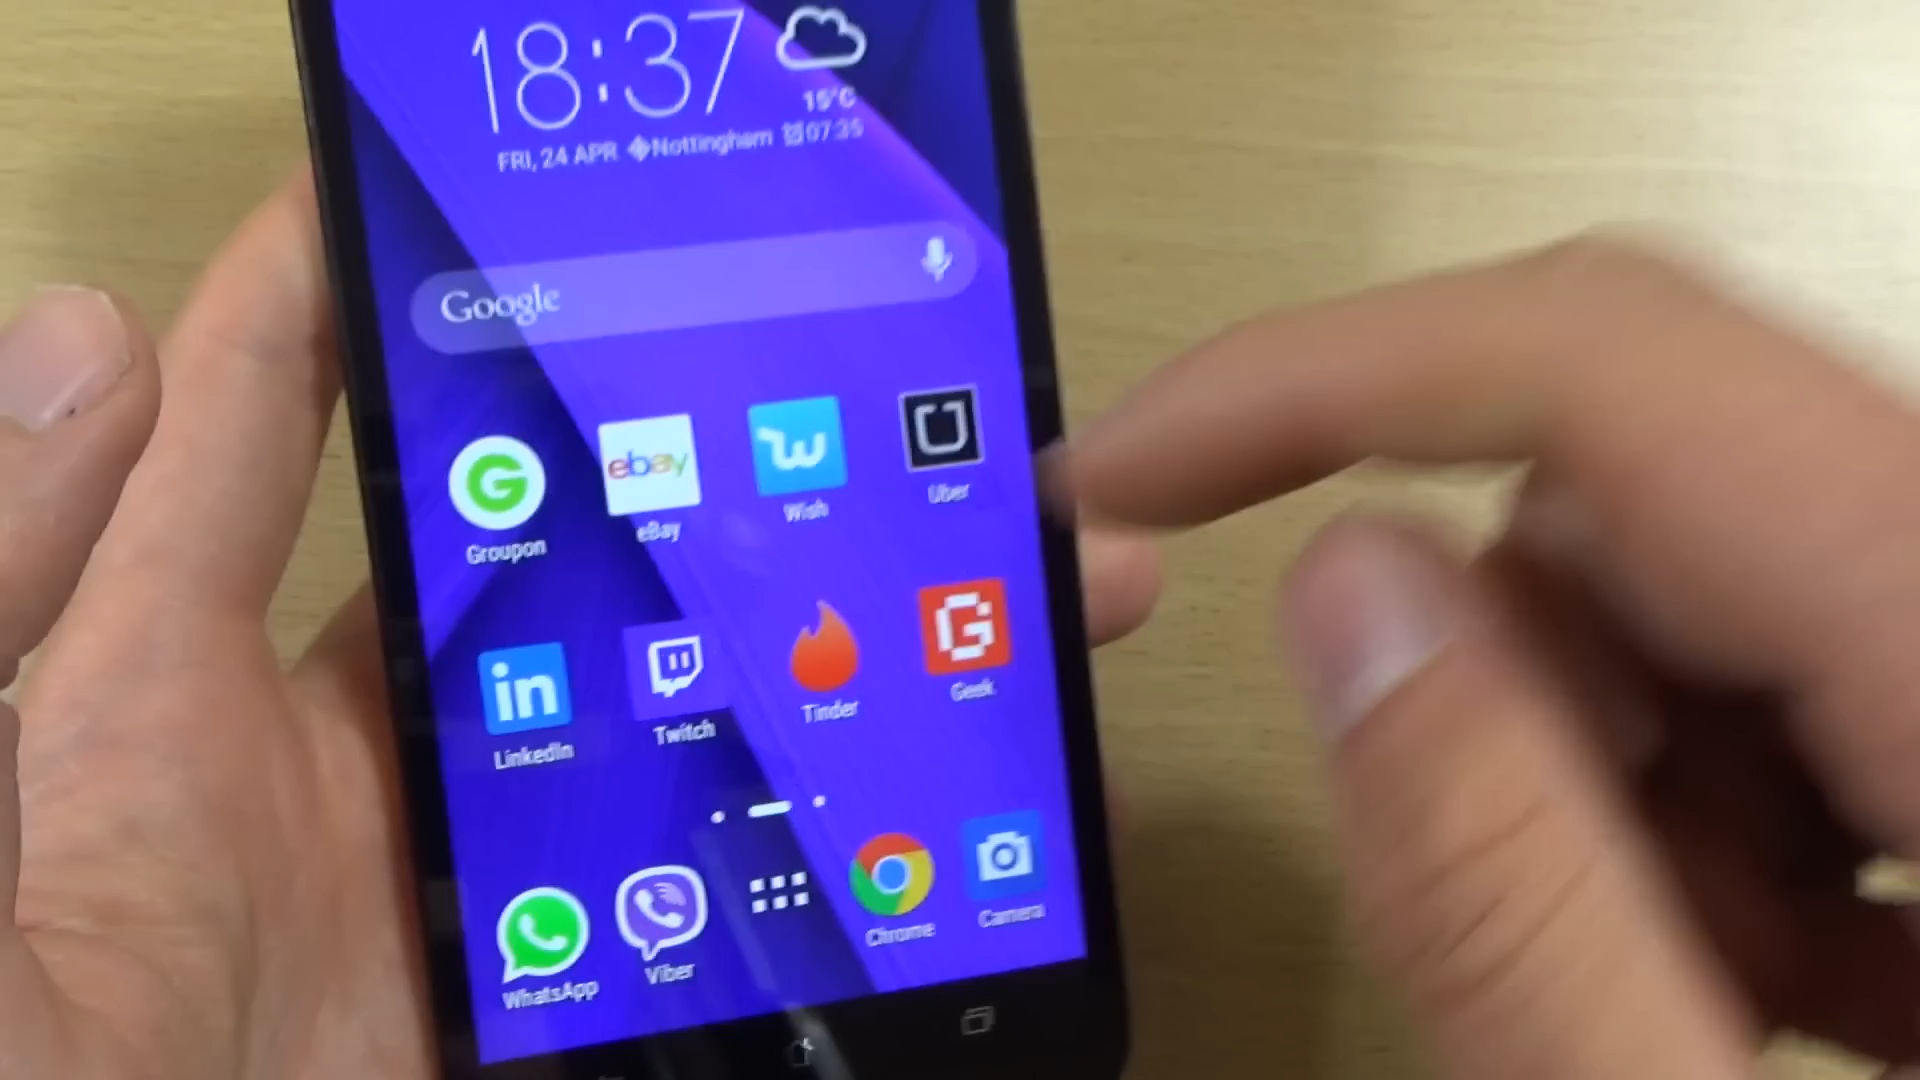 18:37
15°C
FRI, 24 APR Nottingham 07:35
Google
ebay
Groupon
eBay
Wish
Uber
in
LinkedIn
Twitch
Tinder
Geek
WhatsApp
Viber
Chrome
Camera